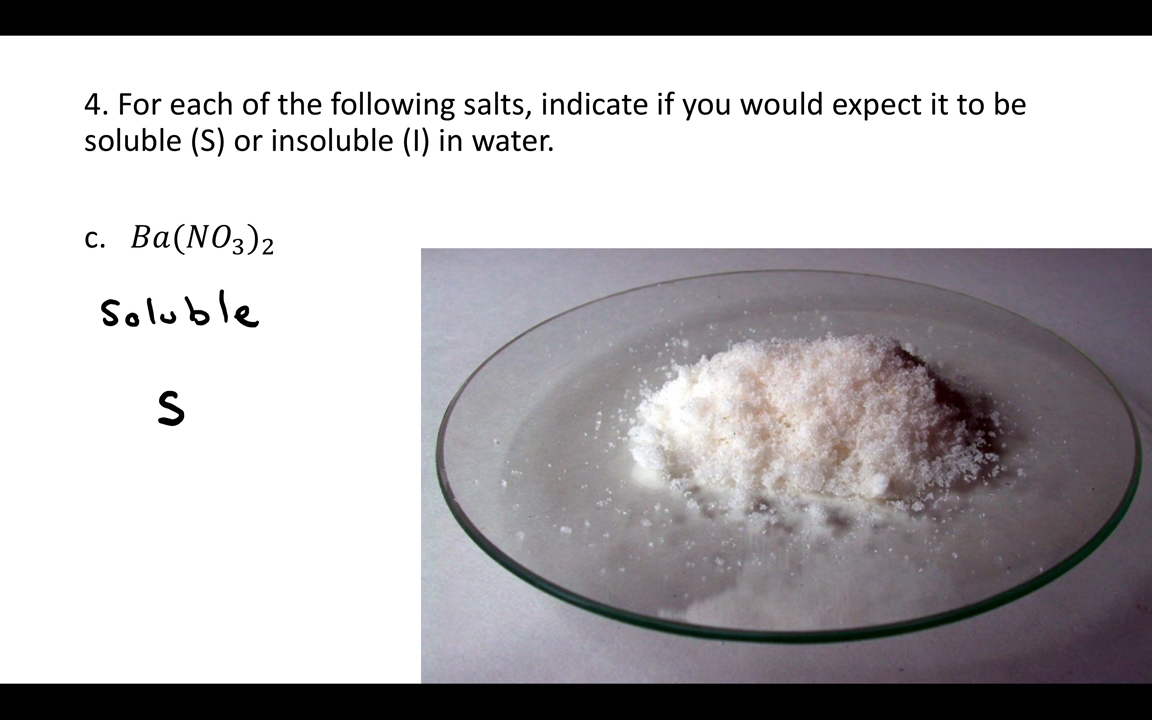 4. For each of the following salts, indicate if you would expect it to be
soluble (S) or insoluble (I) in water.
c. Ba(NO₃)₂
soluble
S